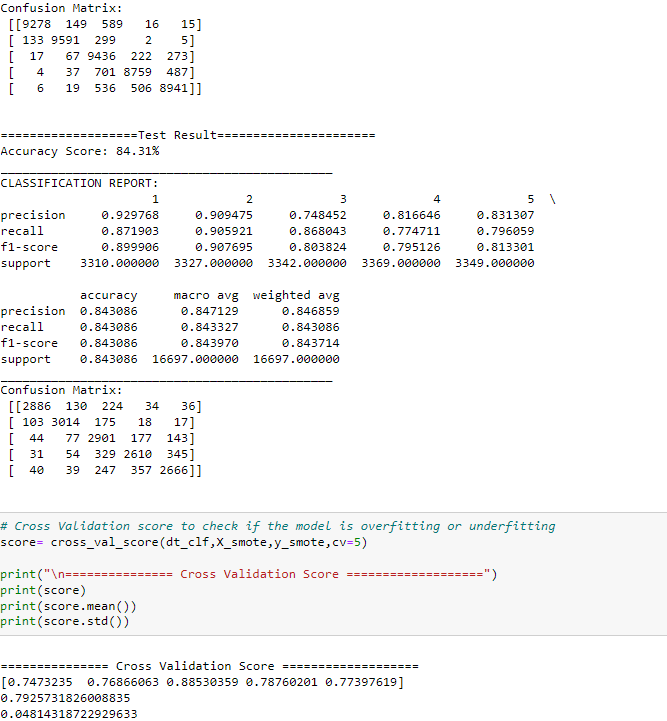 Confusion Matrix:
[[9278 149 589 16 15]
[ 133 9591 299 2 5]
[ 17 67 9436 222 273]
[ 4 37 701 8759 487]
[ 6 19 536 506 8941]]
===================Test Result======================
Accuracy Score: 84.31%
_______________________________________________
CLASSIFICATION REPORT:
1 2 3 4 5 \
precision 0.929768 0.909475 0.748452 0.816646 0.831307
recall 0.871903 0.905921 0.868043 0.774711 0.796059
f1-score 0.899906 0.907695 0.803824 0.795126 0.813301
support 3310.000000 3327.000000 3342.000000 3369.000000 3349.000000
accuracy macro avg weighted avg
precision 0.843086 0.847129 0.846859
recall 0.843086 0.843327 0.843086
f1-score 0.843086 0.843970 0.843714
support 0.843086 16697.000000 16697.000000
_______________________________________________
Confusion Matrix:
[[2886 130 224 34 36]
[ 103 3014 175 18 17]
[ 44 77 2901 177 143]
[ 31 54 329 2610 345]
[ 40 39 247 357 2666]]
# Cross Validation score to check if the model is overfitting or underfitting
score= cross_val_score(dt_clf,X_smote,y_smote,cv=5)
print("\n=============== Cross Validation Score ===================")
print(score)
print(score.mean())
print(score.std())
=============== Cross Validation Score ===================
[0.7473235 0.76866063 0.88530359 0.78760201 0.77397619]
0.7925731826008835
0.04814318722929633